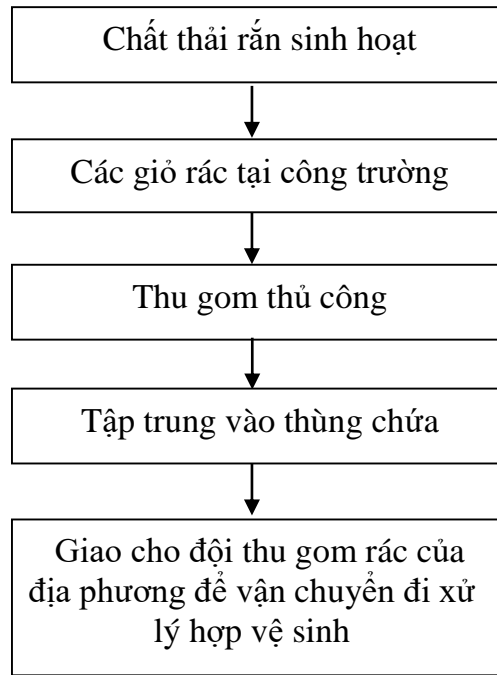 Chất thải rắn sinh hoạt
Các giỏ rác tại công trường
Thu gom thủ công
Tập trung vào thùng chứa
Giao cho đội thu gom rác của
địa phương để vận chuyển đi xử
lý hợp vệ sinh